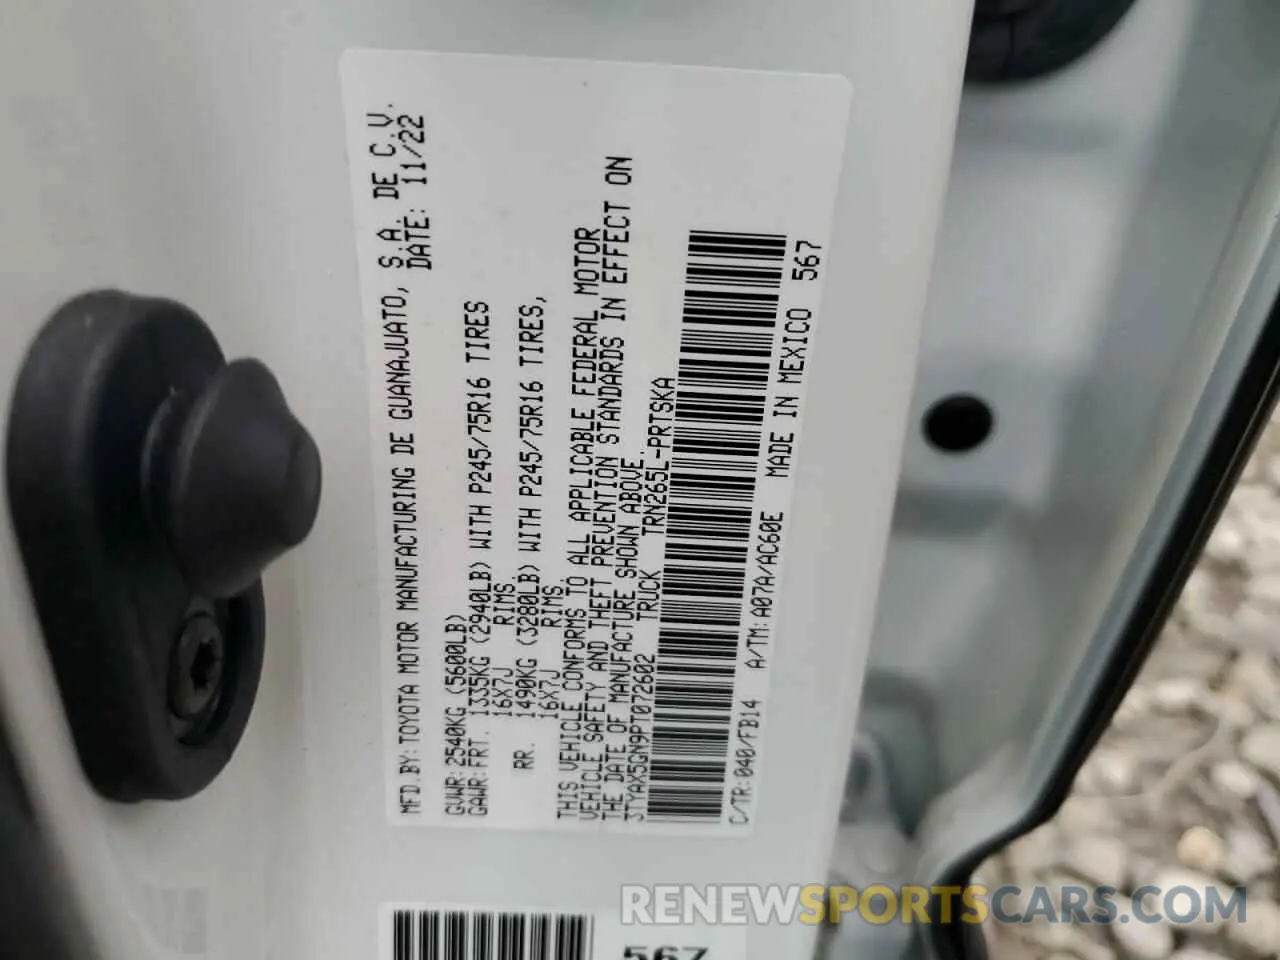 MFD.BY: TOYOTA MOTOR MANUFACTURING DE GUANAJUATO, S.A. DE C.V.
DATE: 11/22
GVWR: 2540KG (5600LB)
GAWR: FRT. 1335KG (2940LB) WITH P245/75R16 TIRES
16X7J RIMS.
RR. 1490KG (3280LB) WITH P245/75R16 TIRES,
16X7J RIMS.
THIS VEHICLE CONFORMS TO ALL APPLICABLE FEDERAL MOTOR
VEHICLE SAFETY AND THEFT PREVENTION STANDARDS IN EFFECT ON
THE DATE OF MANUFACTURE SHOWN ABOVE.
3TYAX5GN9PT072602 TRUCK TRN265L-PRTSKA
C/TR: 040/FB14 A/TM: A07A/AC60E MADE IN MEXICO 567
567
RENEWSPORTSCARS.COM